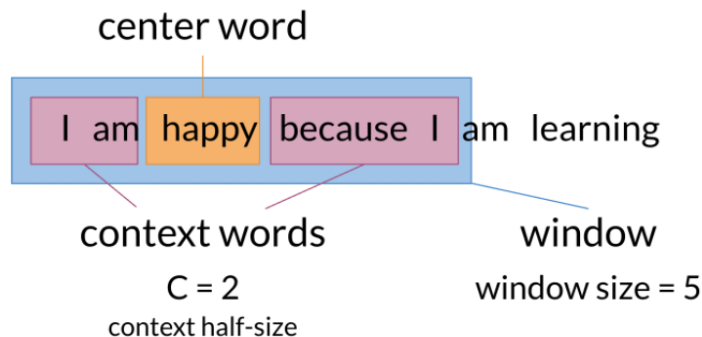 center word
I am happy because I am learning
context words
window
C = 2
window size = 5
context half-size